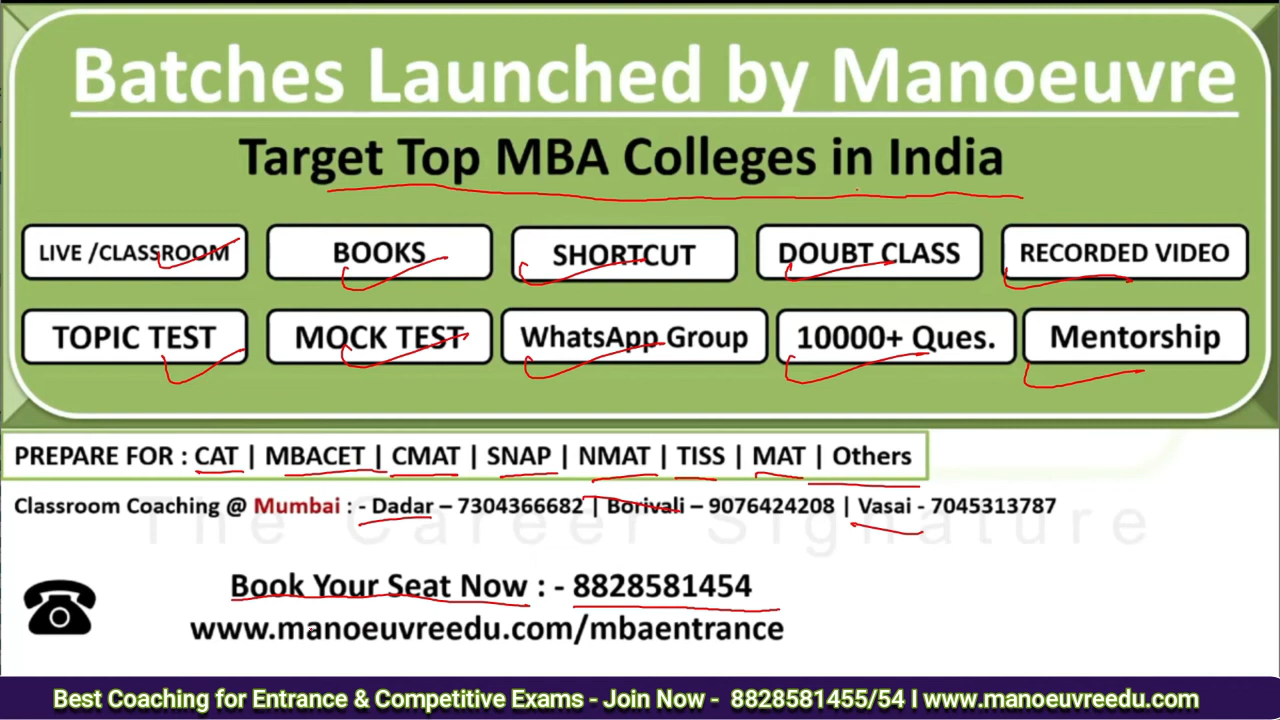 Batches Launched by Manoeuvre
Target Top MBA Colleges in India
LIVE /CLASSROOM BOOKS SHORTCUT DOUBT CLASS RECORDED VIDEO
TOPIC TEST MOCK TEST WhatsApp Group 10000+ Ques. Mentorship
PREPARE FOR : CAT | MBACET | CMAT | SNAP | NMAT | TISS | MAT | Others
Classroom Coaching @ Mumbai : - Dadar – 7304366682 | Borivali – 9076424208 | Vasai - 7045313787
The Career Signature
Book Your Seat Now : - 8828581454
www.manoeuvreedu.com/mbaentrance
Best Coaching for Entrance & Competitive Exams - Join Now - 8828581455/54 I www.manoeuvreedu.com